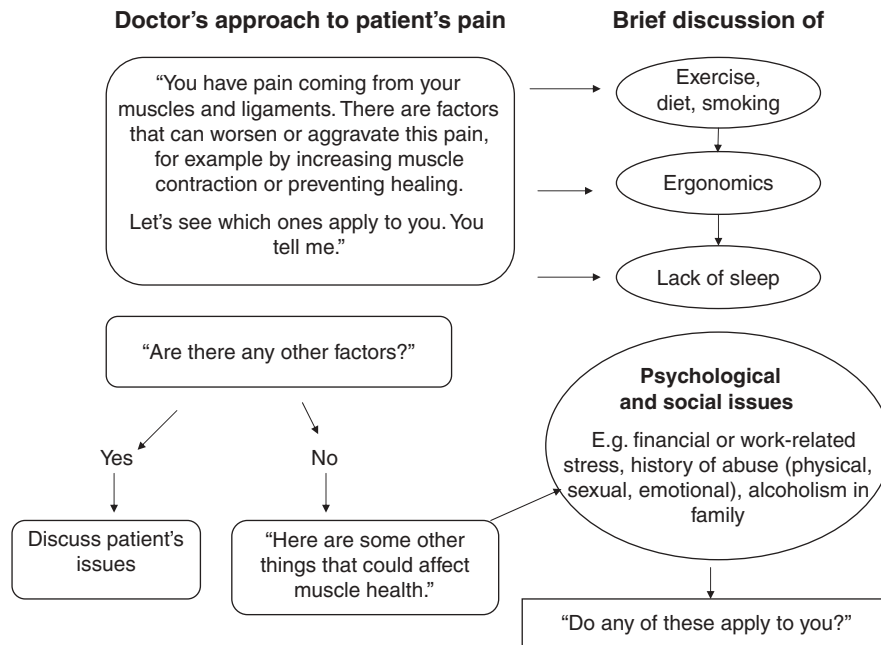 Doctor's approach to patient's pain
Brief discussion of
“You have pain coming from your
muscles and ligaments. There are factors
that can worsen or aggravate this pain,
for example by increasing muscle
contraction or preventing healing.
Let’s see which ones apply to you. You
tell me.”
Exercise,
diet, smoking
Ergonomics
Lack of sleep
“Are there any other factors?”
Yes
No
Discuss patient’s
issues
“Here are some other
things that could affect
muscle health.”
Psychological
and social issues
E.g. financial or work-related
stress, history of abuse (physical,
sexual, emotional), alcoholism in
family
“Do any of these apply to you?”